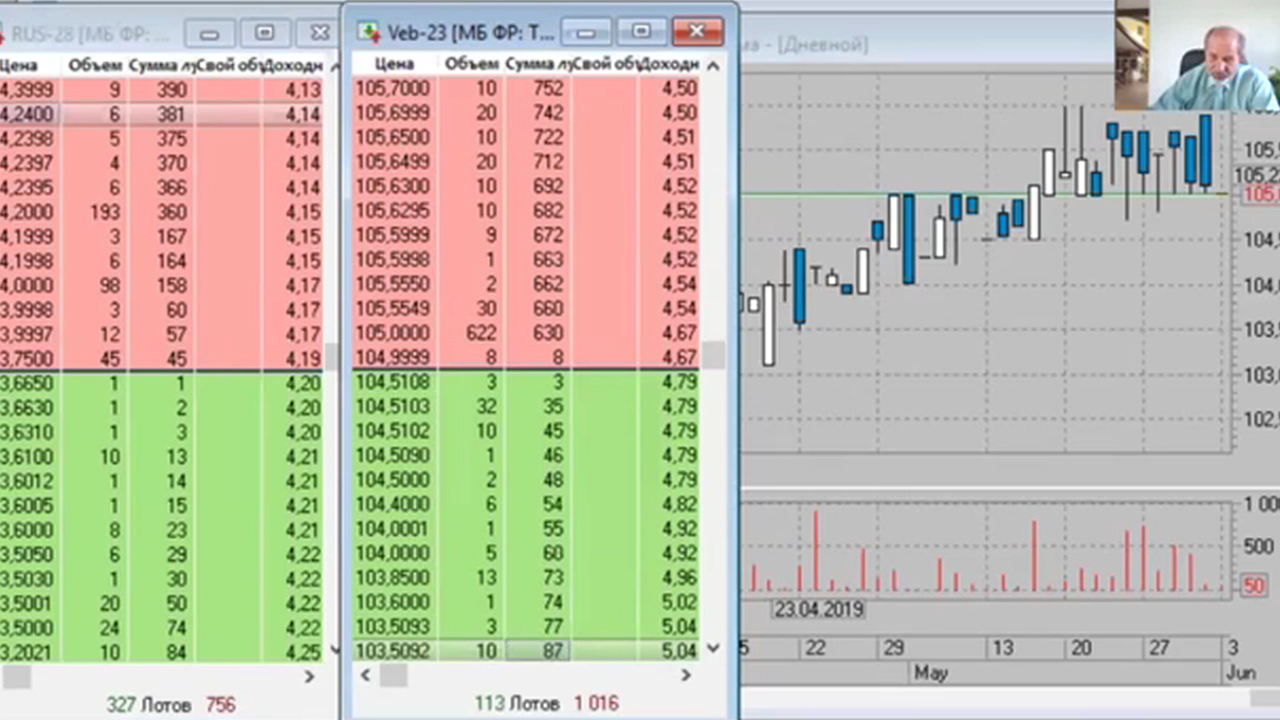 RUS-28 [МБ ФР: ...
Цена Объем Сумма лу Свой объ Доходн
4,3999 9 390 4,13
4,2400 6 381 4,14
4,2398 5 375 4,14
4,2397 4 370 4,14
4,2395 6 366 4,14
4,2000 193 360 4,15
4,1999 3 167 4,15
4,1998 6 164 4,15
4,0000 98 158 4,17
3,9998 3 60 4,17
3,9997 12 57 4,17
3,7500 45 45 4,19
3,6650 1 1 4,20
3,6630 1 2 4,20
3,6310 1 3 4,20
3,6100 10 13 4,21
3,6012 1 14 4,21
3,6005 1 15 4,21
3,6000 8 23 4,21
3,5050 6 29 4,22
3,5030 1 30 4,22
3,5001 20 50 4,22
3,5000 24 74 4,22
3,2021 10 84 4,25
327 Лотов 756
Veb-23 [МБ ФР: Т...
Цена Объем Сумма лу Свой объ Доходн
105,7000 10 752 4,50
105,6999 20 742 4,50
105,6500 10 722 4,51
105,6499 20 712 4,51
105,6300 10 692 4,52
105,6295 10 682 4,52
105,5999 9 672 4,52
105,5998 1 663 4,52
105,5550 2 662 4,54
105,5549 30 660 4,54
105,0000 622 630 4,67
104,9999 8 8 4,67
104,5108 3 3 4,79
104,5103 32 35 4,79
104,5102 10 45 4,79
104,5090 1 46 4,79
104,5000 2 48 4,79
104,4000 6 54 4,82
104,0001 1 55 4,92
104,0000 5 60 4,92
103,8500 13 73 4,96
103,6000 1 74 5,02
103,5093 3 77 5,04
103,5092 10 87 5,04
113 Лотов 1 016
ма - [Дневной]
105,
105,2
105,
104,
104,
103,
103,
102,
1 00
500
50
23.04.2019
5 22 29 13 20 27 3
May Jun